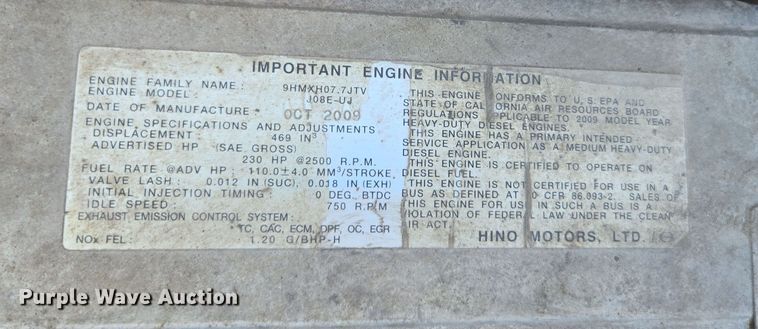 IMPORTANT ENGINE INFORMATION
ENGINE FAMILY NAME : 9HMXH07.7JTV
ENGINE MODEL : J08E-UJ
DATE OF MANUFACTURE : OCT 2009
ENGINE SPECIFICATIONS AND ADJUSTMENTS
DISPLACEMENT : 469 IN³
ADVERTISED HP (SAE. GROSS)
230 HP @2500 R.P.M.
FUEL RATE @ADV HP : 110.0±4.0 MM³/STROKE,
VALVE LASH : 0.012 IN (SUC), 0.018 IN (EXH)
INITIAL INJECTION TIMING 0 DEG. BTDC
IDLE SPEED : 750 R.P.M
EXHAUST EMISSION CONTROL SYSTEM :
TC, CAC, ECM, DPF, OC, EGR
NOx FEL : 1.20 G/BHP-H
THIS ENGINE CONFORMS TO U.S. EPA AND
STATE OF CALIFORNIA AIR RESOURCES BOARD
REGULATIONS APPLICABLE TO 2009 MODEL YEAR
HEAVY-DUTY DIESEL ENGINES.
THIS ENGINE HAS A PRIMARY INTENDED
SERVICE APPLICATION AS A MEDIUM HEAVY-DUTY
DIESEL ENGINE.
THIS ENGINE IS CERTIFIED TO OPERATE ON
DIESEL FUEL.
THIS ENGINE IS NOT CERTIFIED FOR USE IN A
BUS AS DEFINED AT 40 CFR 86.093-2. SALES OF
THIS ENGINE FOR USE IN SUCH A BUS IS A
VIOLATION OF FEDERAL LAW UNDER THE CLEAN
AIR ACT.
HINO MOTORS, LTD.
Purple Wave Auction